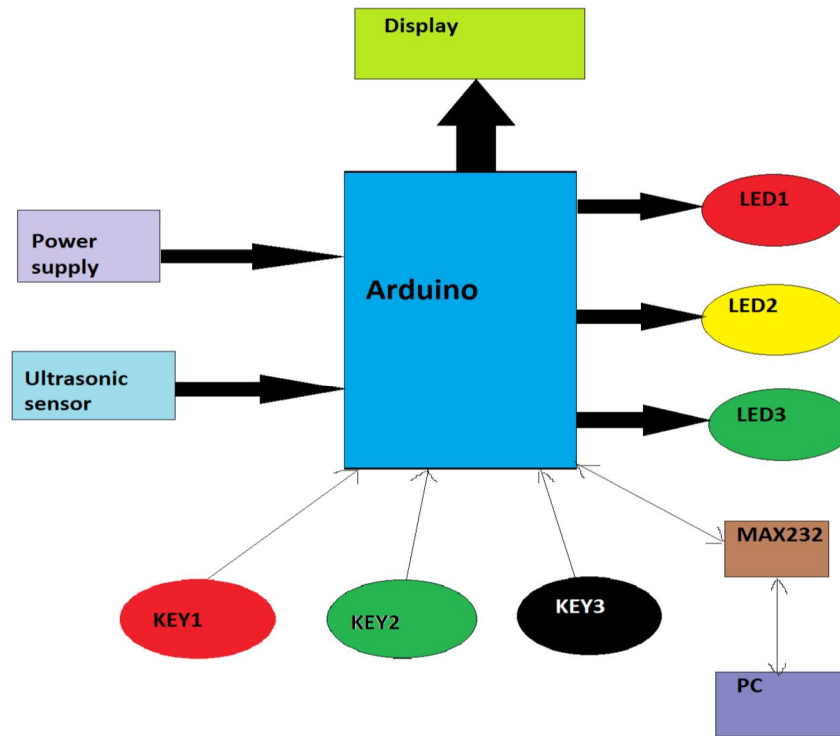 Display
Power
supply
Arduino
LED1
LED2
Ultrasonic
sensor
LED3
MAX232
KEY1
KEY2
KEY3
PC